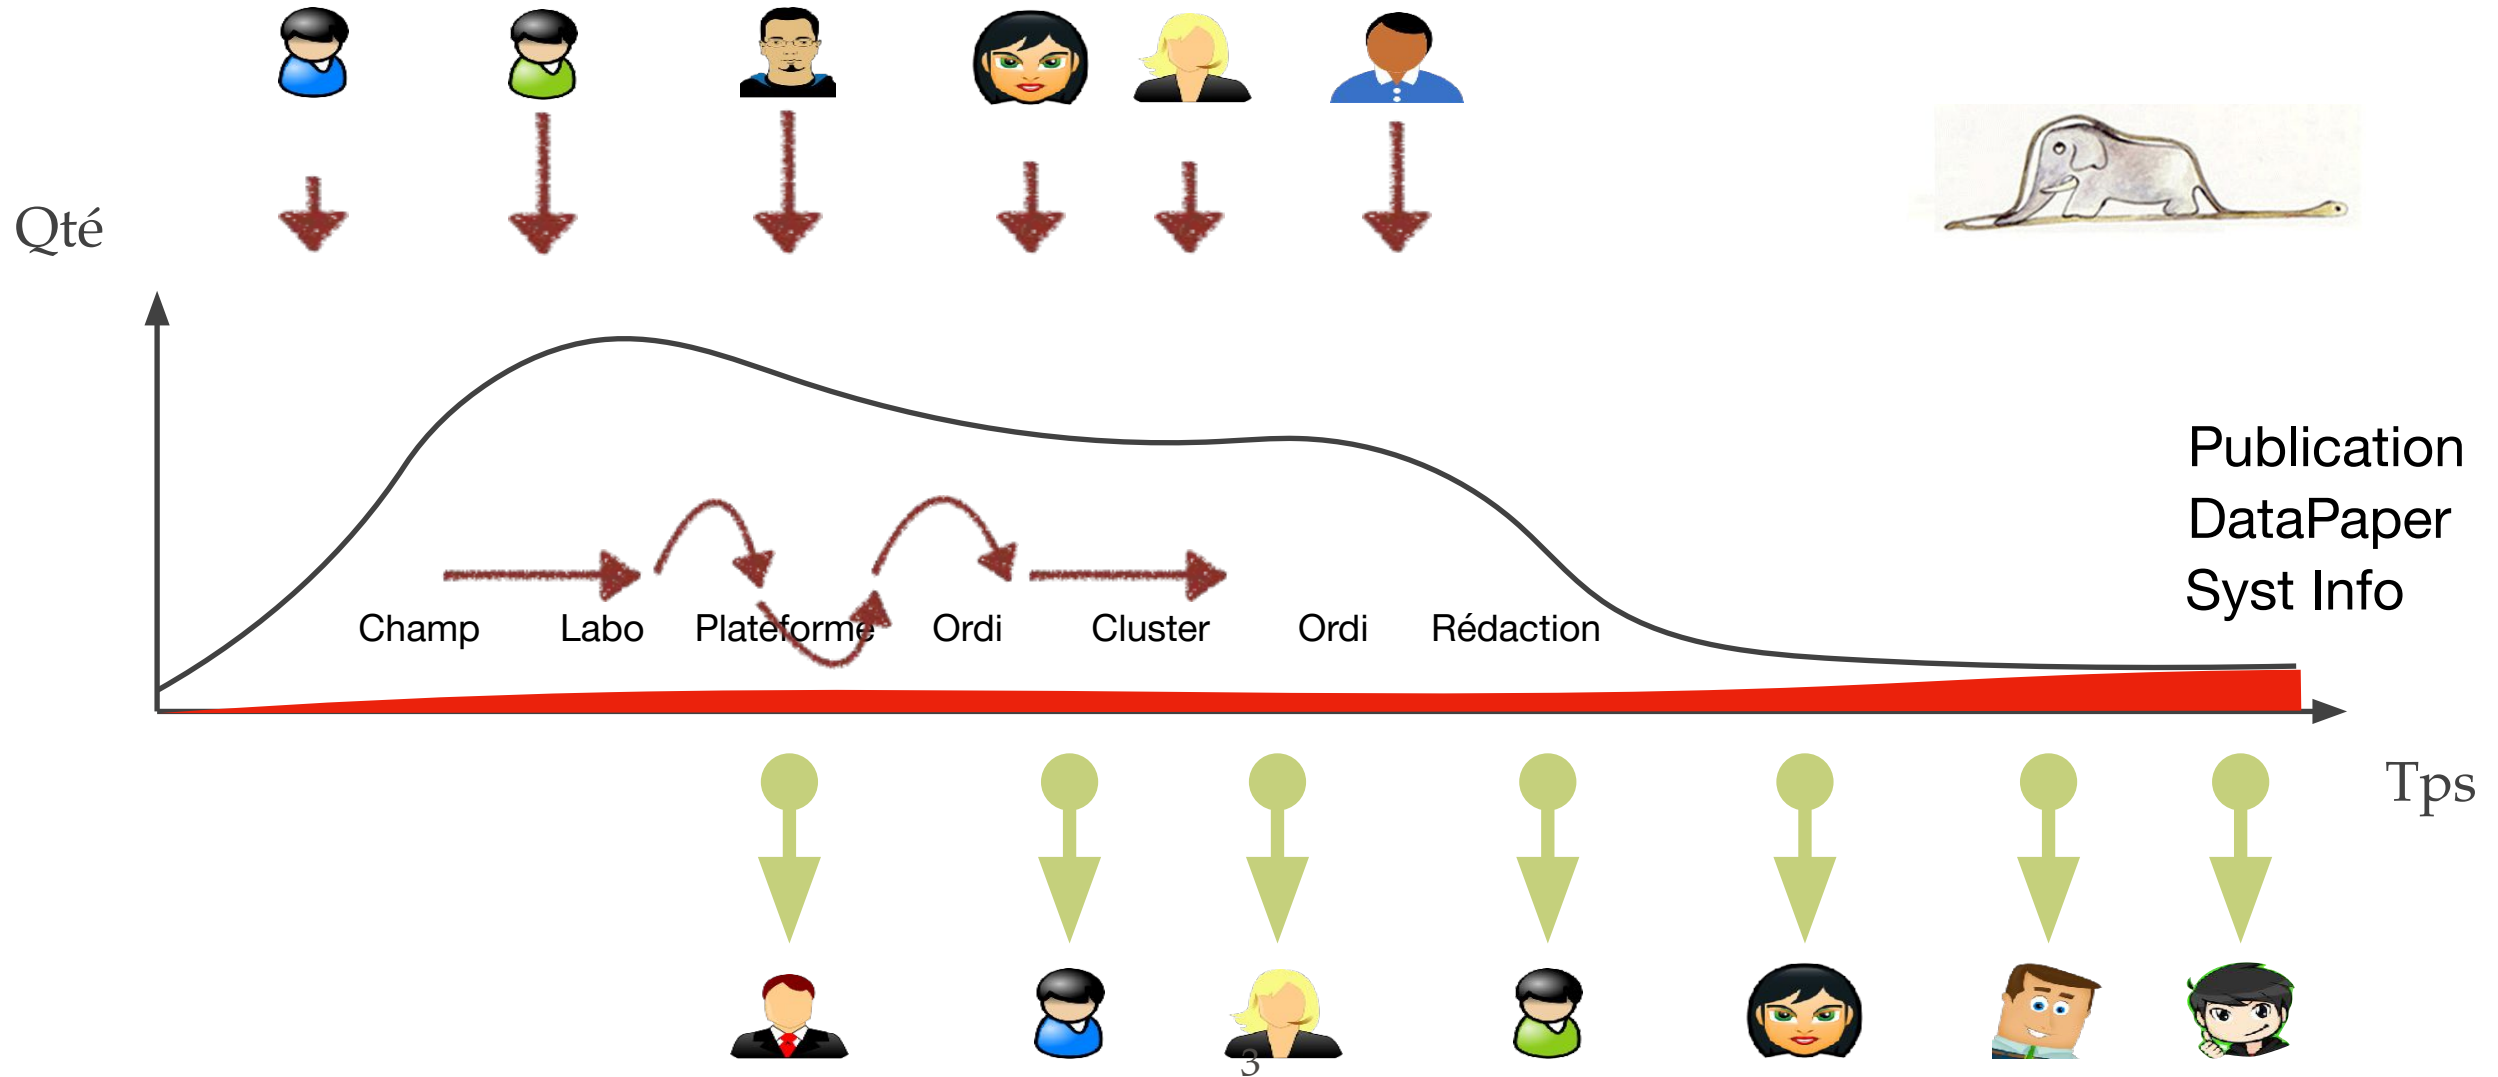 Qté
Publication
DataPaper
Syst Info
Champ Labo Plateforme Ordi Cluster Ordi Rédaction
Tps
3